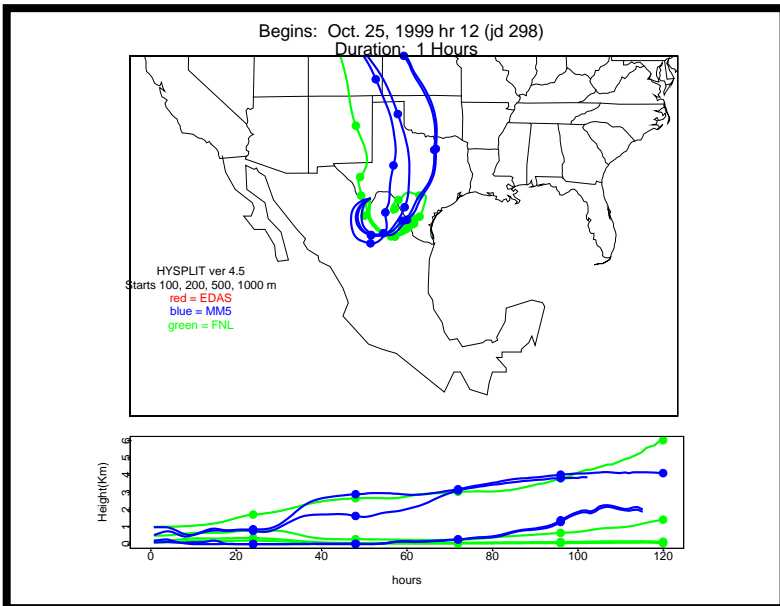 Begins: Oct. 25, 1999 hr 12 (jd 298)
Duration: 1 Hours
HYSPLIT ver 4.5
Starts 100, 200, 500, 1000 m
red = EDAS
blue = MM5
green = FNL
Height(Km)
6
5
4
3
2
1
0
0 20 40 60 80 100 120
hours